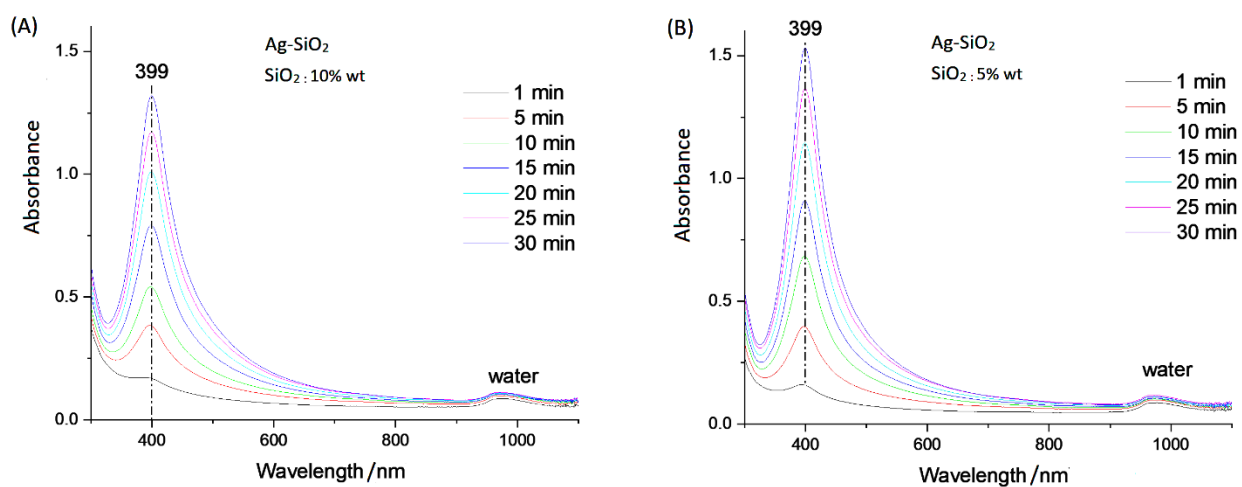 (A)
Ag-SiO₂
SiO₂ : 10% wt
399
1 min
5 min
10 min
15 min
20 min
25 min
30 min
water
1.5
1.0
0.5
0.0
400
600
800
1000
Absorbance
Wavelength /nm
(B)
Ag-SiO₂
SiO₂ : 5% wt
399
1 min
5 min
10 min
15 min
20 min
25 min
30 min
water
1.5
1.0
0.5
0.0
400
600
800
1000
Absorbance
Wavelength /nm